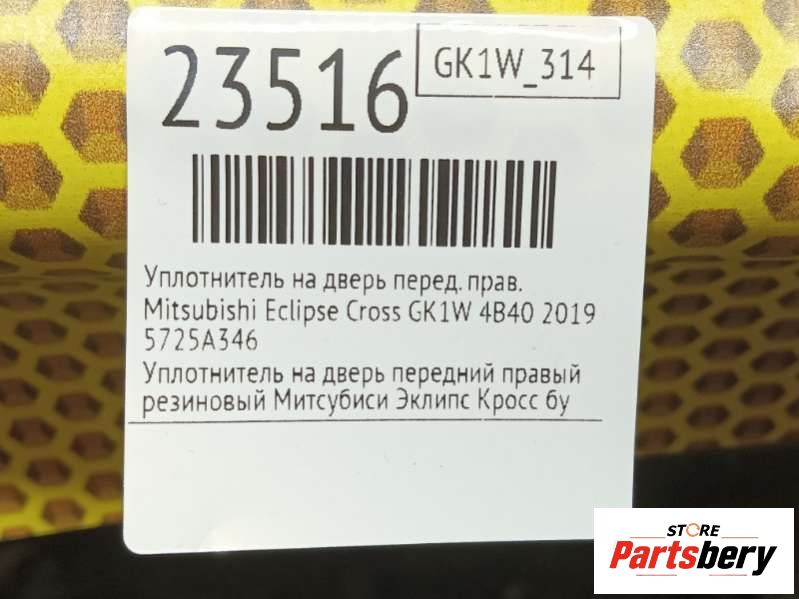 23516
GK1W_314
Уплотнитель на дверь перед. прав.
Mitsubishi Eclipse Cross GK1W 4B40 2019
5725A346
Уплотнитель на дверь передний правый
резиновый Митсубиси Эклипс Кросс бу
STORE
Partsbery